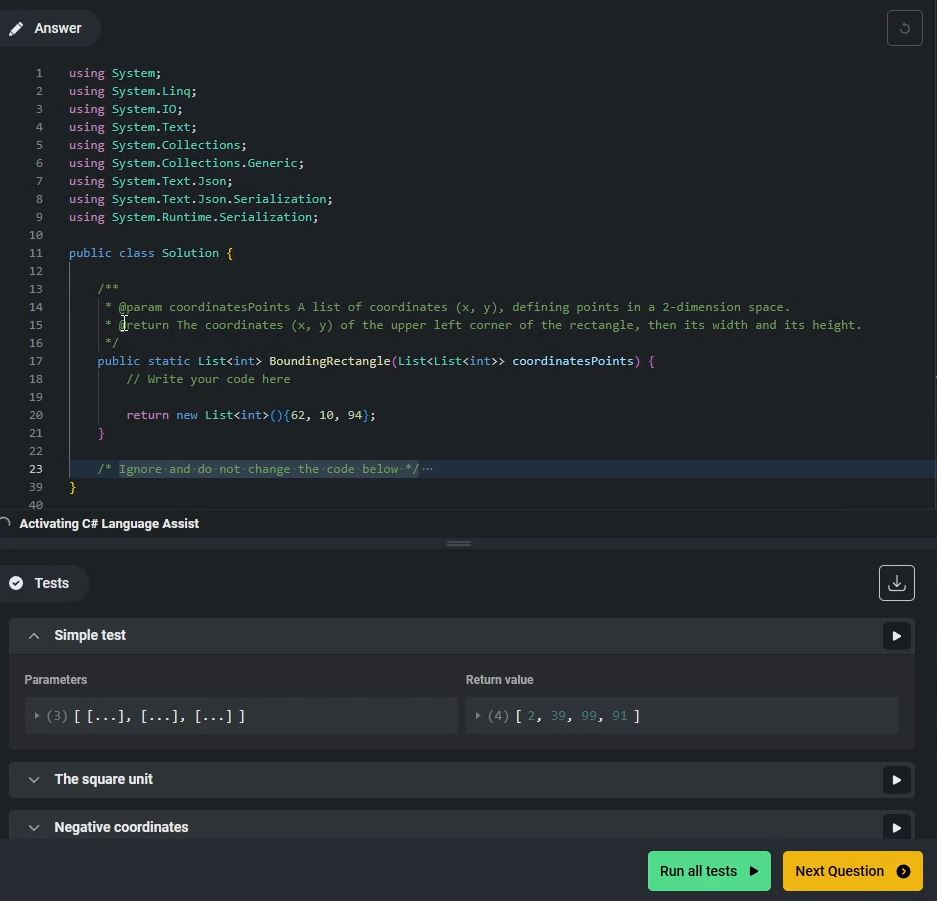 Answer
1 using System;
2 using System.Linq;
3 using System.IO;
4 using System.Text;
5 using System.Collections;
6 using System.Collections.Generic;
7 using System.Text.Json;
8 using System.Text.Json.Serialization;
9 using System.Runtime.Serialization;
10
11 public class Solution {
12
13 /**
14 * @param coordinatesPoints A list of coordinates (x, y), defining points in a 2-dimension space.
15 * @return The coordinates (x, y) of the upper left corner of the rectangle, then its width and its height.
16 */
17 public static List<int> BoundingRectangle(List<List<int>> coordinatesPoints) {
18 // Write your code here
19
20 return new List<int>(){62, 10, 94};
21 }
22
23 /* Ignore·and·do·not·change·the·code·below·*/ ···
39 }
40
Activating C# Language Assist
Tests
Simple test
Parameters Return value
(3) [ [...], [...], [...] ] (4) [ 2, 39, 99, 91 ]
The square unit
Negative coordinates
Run all tests Next Question